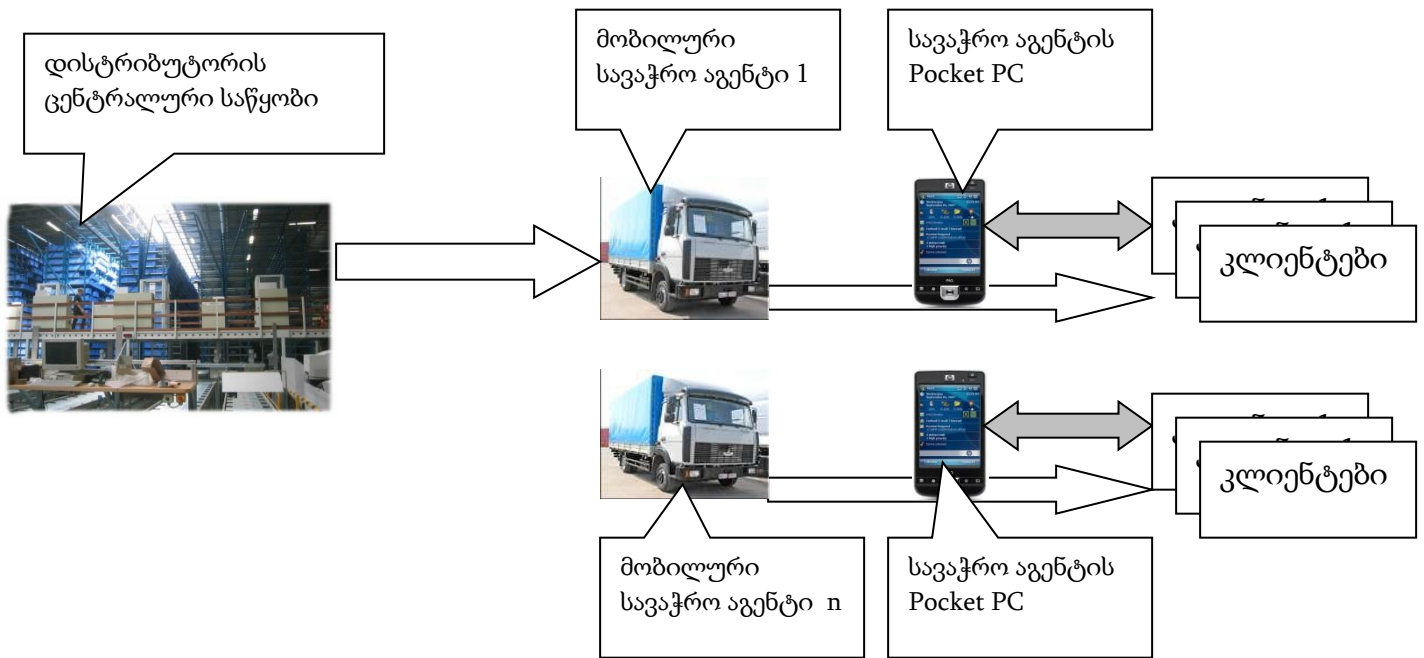 დისტრიბუტორის
ცენტრალური საწყობი
მობილური
სავაჭრო აგენტი 1
სავაჭრო აგენტის
Pocket PC
კლიენტები
კლიენტები
მობილური
სავაჭრო აგენტი n
სავაჭრო აგენტის
Pocket PC